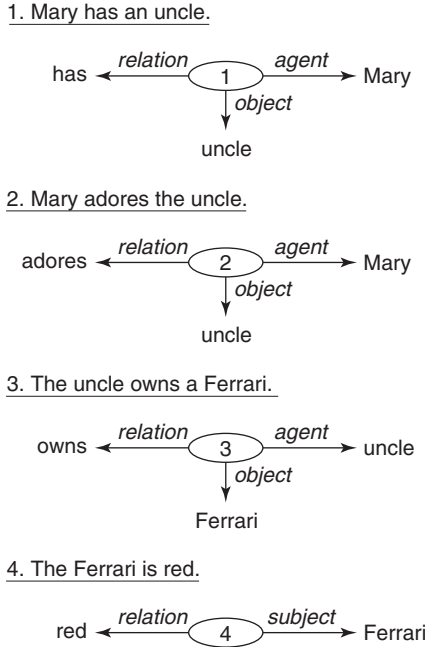 1. Mary has an uncle.
relation agent
has 1 Mary
object
uncle
2. Mary adores the uncle.
relation agent
adores 2 Mary
object
uncle
3. The uncle owns a Ferrari.
relation agent
owns 3 uncle
object
Ferrari
4. The Ferrari is red.
relation subject
red 4 Ferrari